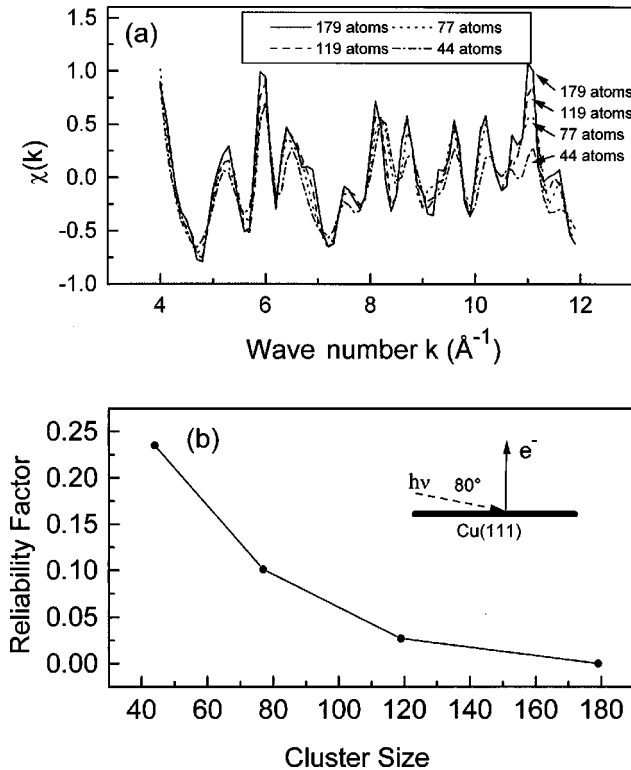 (a)
179 atoms
77 atoms
119 atoms
44 atoms
1.5
1.0
0.5
0.0
-0.5
-1.0
χ(k)
179 atoms
119 atoms
77 atoms
44 atoms
4
6
8
10
12
Wave number k (Å⁻¹)
(b)
0.25
0.20
0.15
0.10
0.05
0.00
Reliability Factor
e⁻
hν
80°
Cu(111)
40
60
80
100
120
140
160
180
Cluster Size